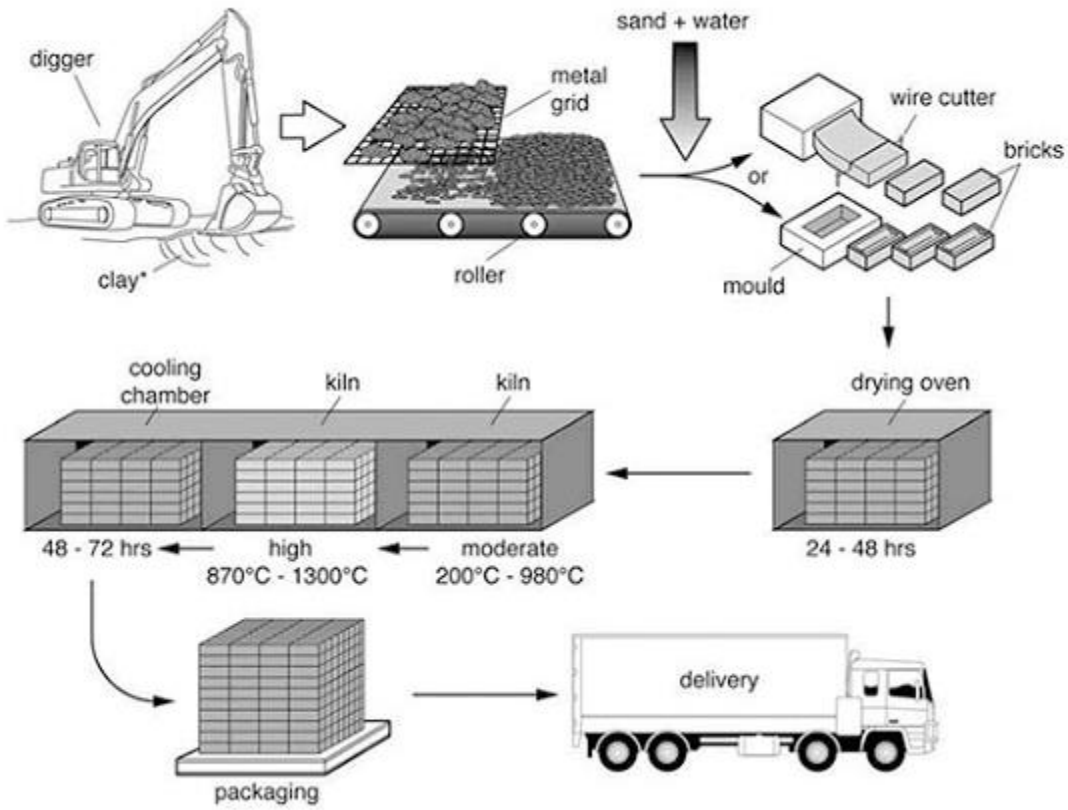 digger
clay*
metal
grid
roller
sand + water
wire cutter
bricks
or
mould
drying oven
24 - 48 hrs
kiln
moderate
200°C - 980°C
kiln
high
870°C - 1300°C
cooling
chamber
48 - 72 hrs
packaging
delivery